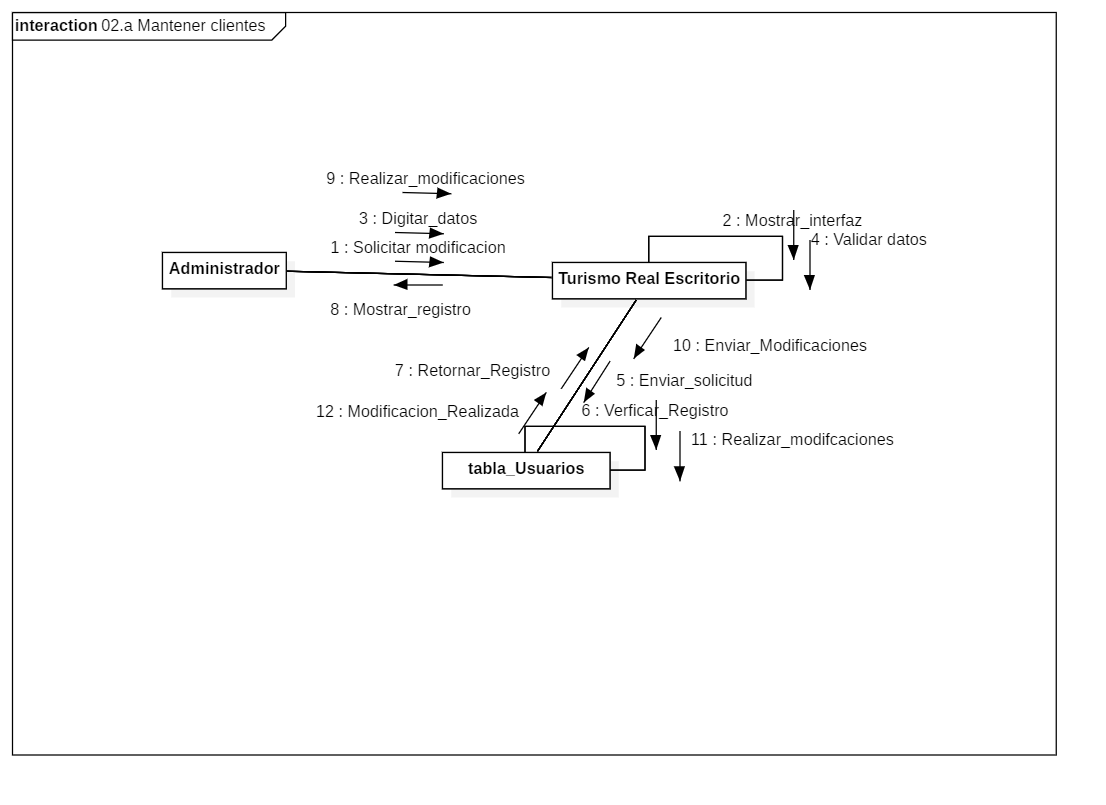 interaction 02.a Mantener clientes
9 : Realizar_modificaciones
3 : Digitar_datos
2 : Mostrar_interfaz
4 : Validar datos
1 : Solicitar modificacion
Administrador
Turismo Real Escritorio
8 : Mostrar_registro
10 : Enviar_Modificaciones
7 : Retornar_Registro
5 : Enviar_solicitud
12 : Modificacion_Realizada
6 : Verficar_Registro
11 : Realizar_modifcaciones
tabla_Usuarios